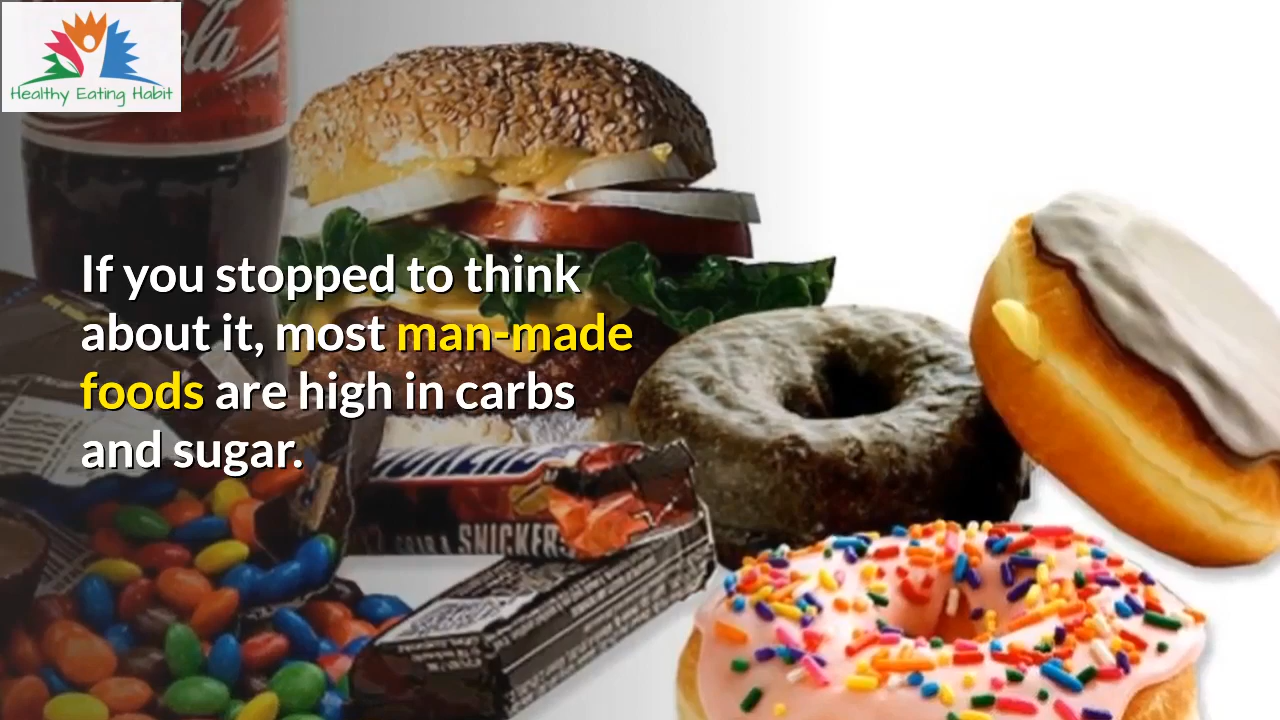 ola
Healthy Eating Habit
If you stopped to think
about it, most man-made
foods are high in carbs
and sugar.
SNICKERS